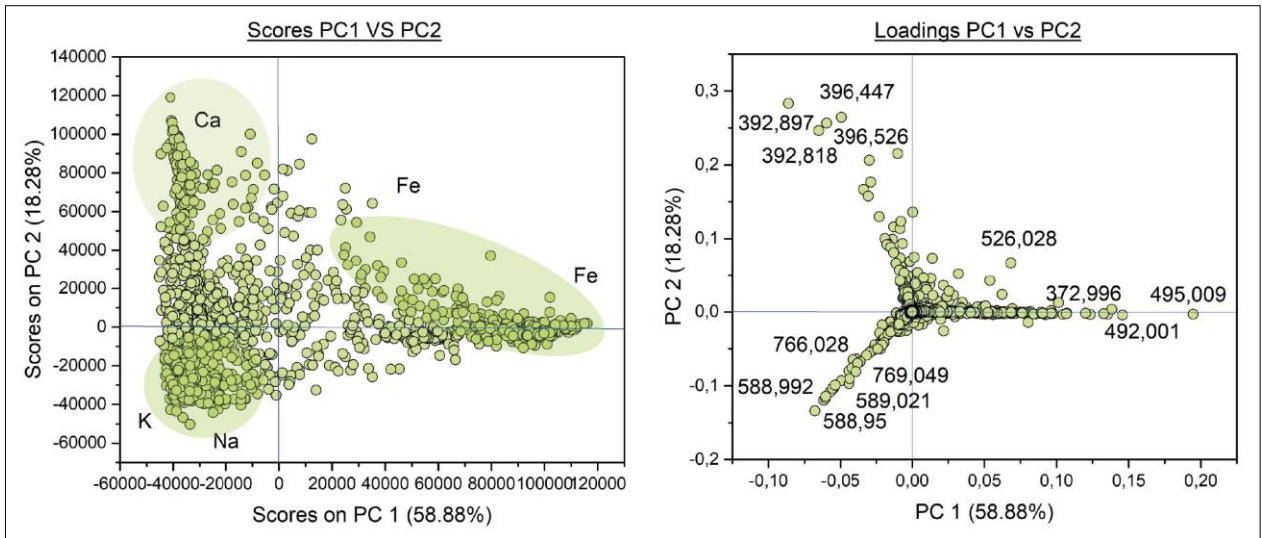 Scores PC1 VS PC2
140000
120000
100000
80000
60000
40000
20000
0
-20000
-40000
-60000
Scores on PC 2 (18.28%)
Ca
Fe
Fe
K
Na
-60000 -40000 -20000 0 20000 40000 60000 80000 100000 120000
Scores on PC 1 (58.88%)
Loadings PC1 vs PC2
0,3
0,2
0,1
0,0
-0,1
-0,2
PC 2 (18.28%)
396,447
392,897
396,526
392,818
526,028
372,996
495,009
492,001
766,028
769,049
588,992
589,021
588,95
-0,10 -0,05 0,00 0,05 0,10 0,15 0,20
PC 1 (58.88%)